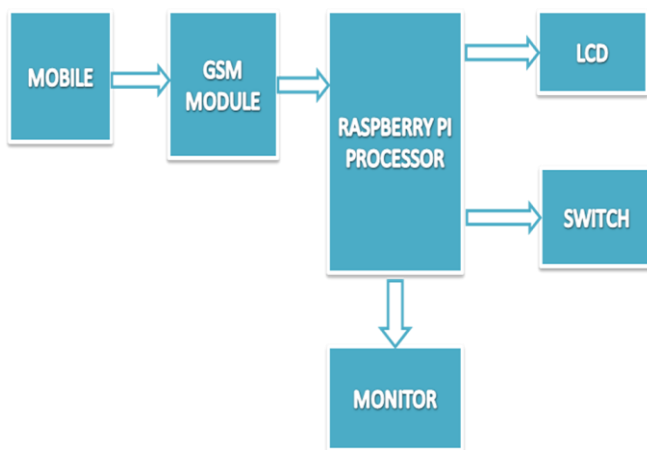 MOBILE
GSM
MODULE
RASPBERRY PI
PROCESSOR
LCD
SWITCH
MONITOR